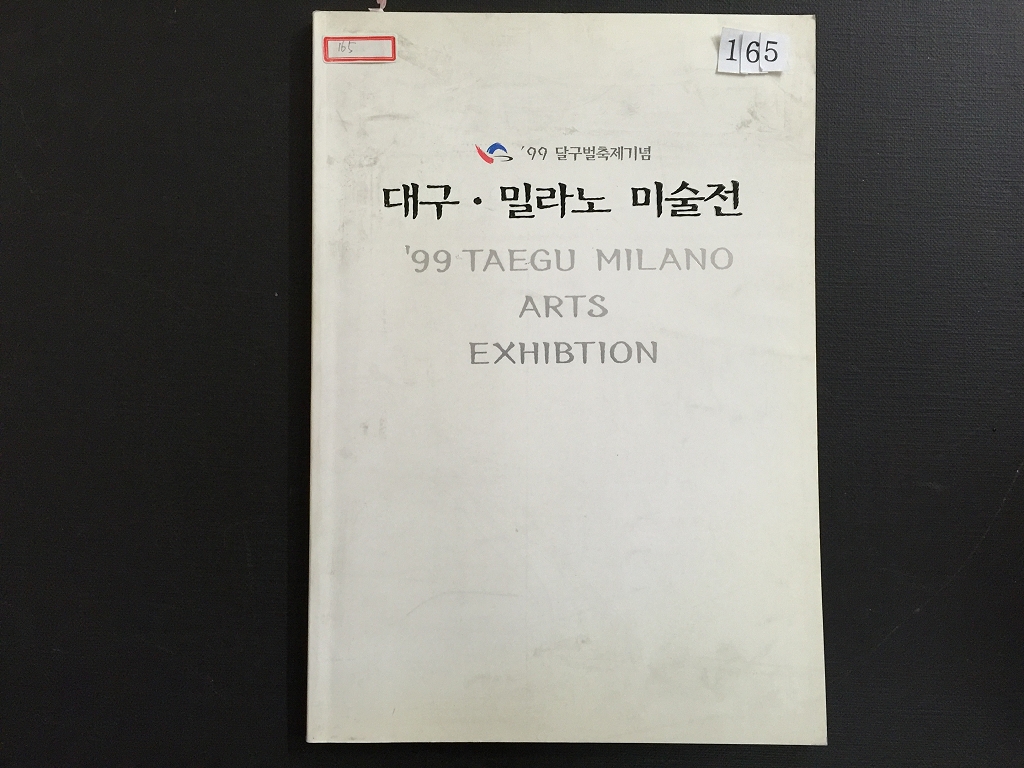 165
165
'99 달구벌축제기념
대구 · 밀라노 미술전
'99 TAEGU MILANO
ARTS
EXHIBTION